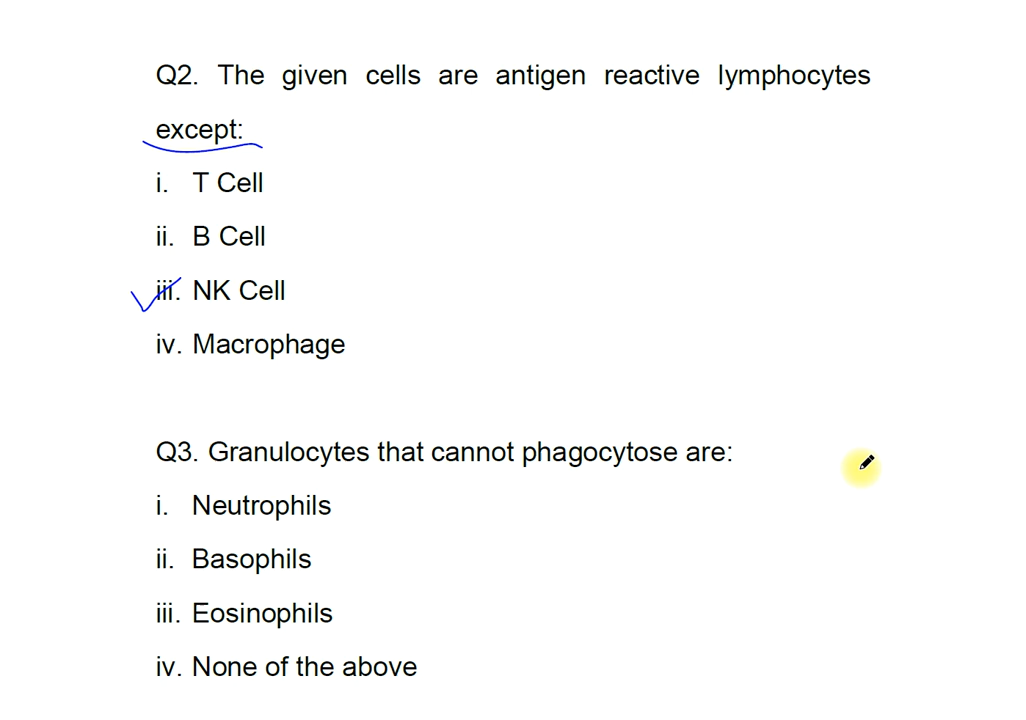 Q2. The given cells are antigen reactive lymphocytes
except:
i. T Cell
ii. B Cell
iii. NK Cell
iv. Macrophage
Q3. Granulocytes that cannot phagocytose are:
i. Neutrophils
ii. Basophils
iii. Eosinophils
iv. None of the above